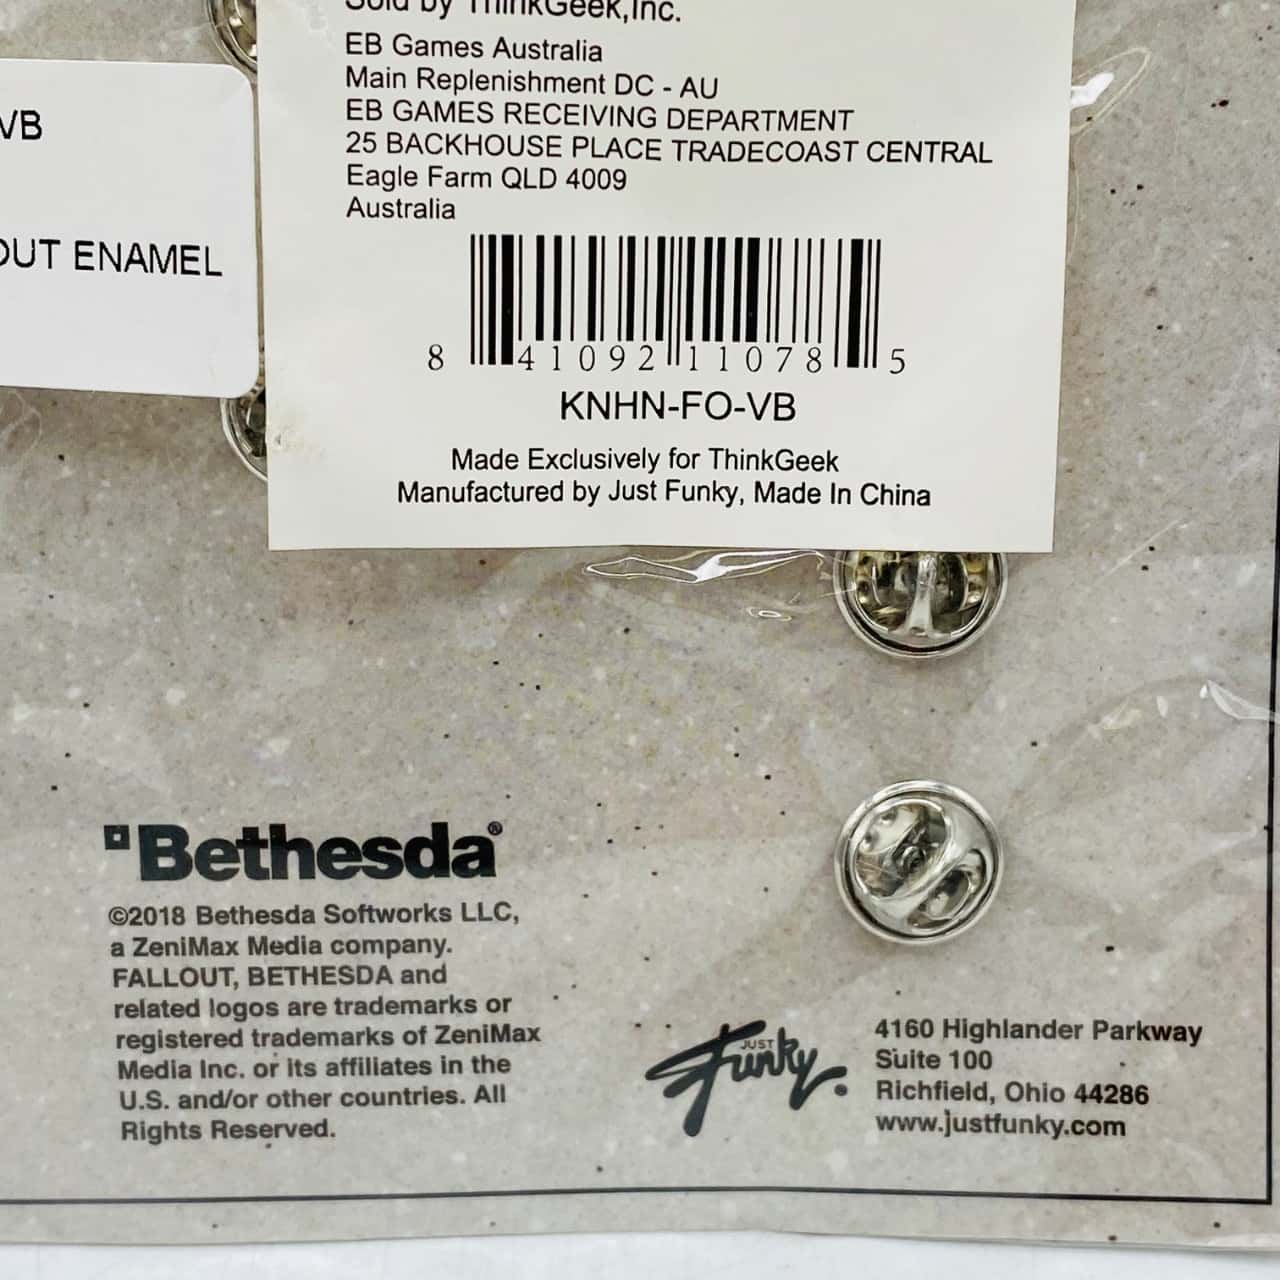 Sold by ThinkGeek,Inc.
EB Games Australia
Main Replenishment DC - AU
EB GAMES RECEIVING DEPARTMENT
25 BACKHOUSE PLACE TRADECOAST CENTRAL
Eagle Farm QLD 4009
Australia
8 41092 11078 5
KNHN-FO-VB
Made Exclusively for ThinkGeek
Manufactured by Just Funky, Made In China
VB
OUT ENAMEL
Bethesda®
©2018 Bethesda Softworks LLC,
a ZeniMax Media company.
FALLOUT, BETHESDA and
related logos are trademarks or
registered trademarks of ZeniMax
Media Inc. or its affiliates in the
U.S. and/or other countries. All
Rights Reserved.
JUST
Funky.
4160 Highlander Parkway
Suite 100
Richfield, Ohio 44286
www.justfunky.com